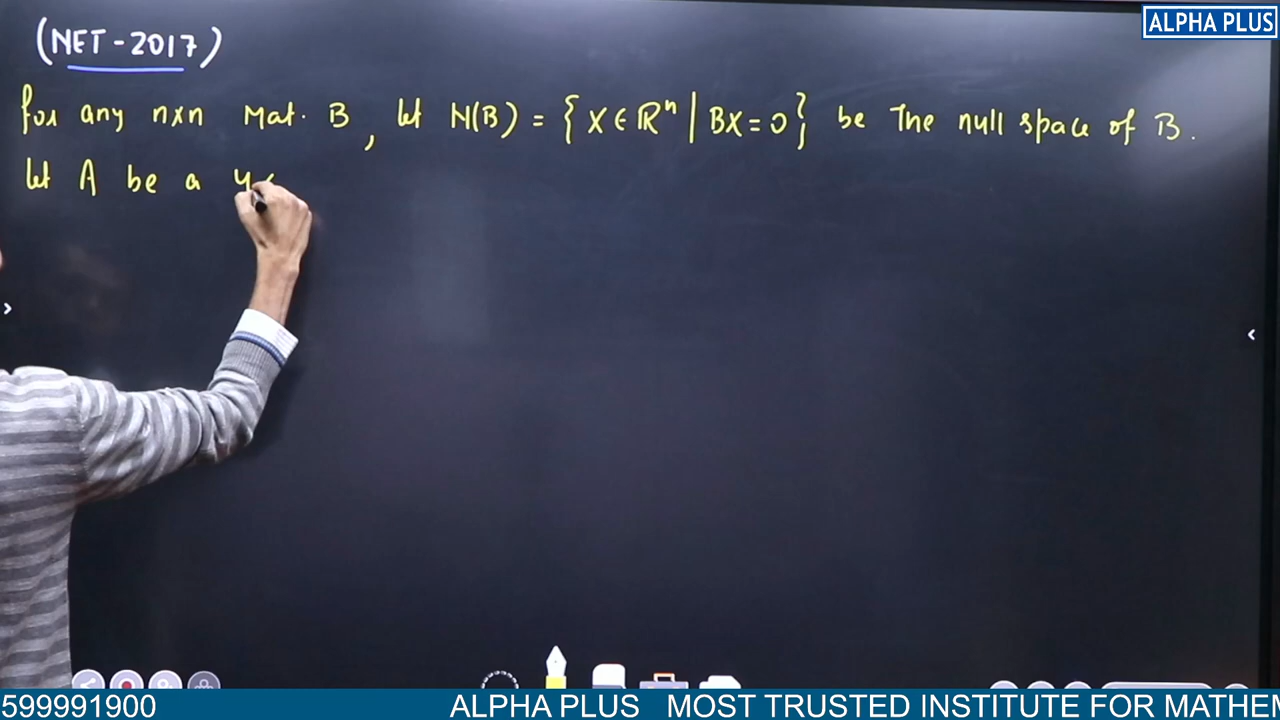 ALPHA PLUS
(NET-2017)
for any nxn Mat. B, let N(B) = {X∈ℝⁿ | BX=0} be The null space of B.
let A be a 4
599991900 ALPHA PLUS MOST TRUSTED INSTITUTE FOR MATHEM